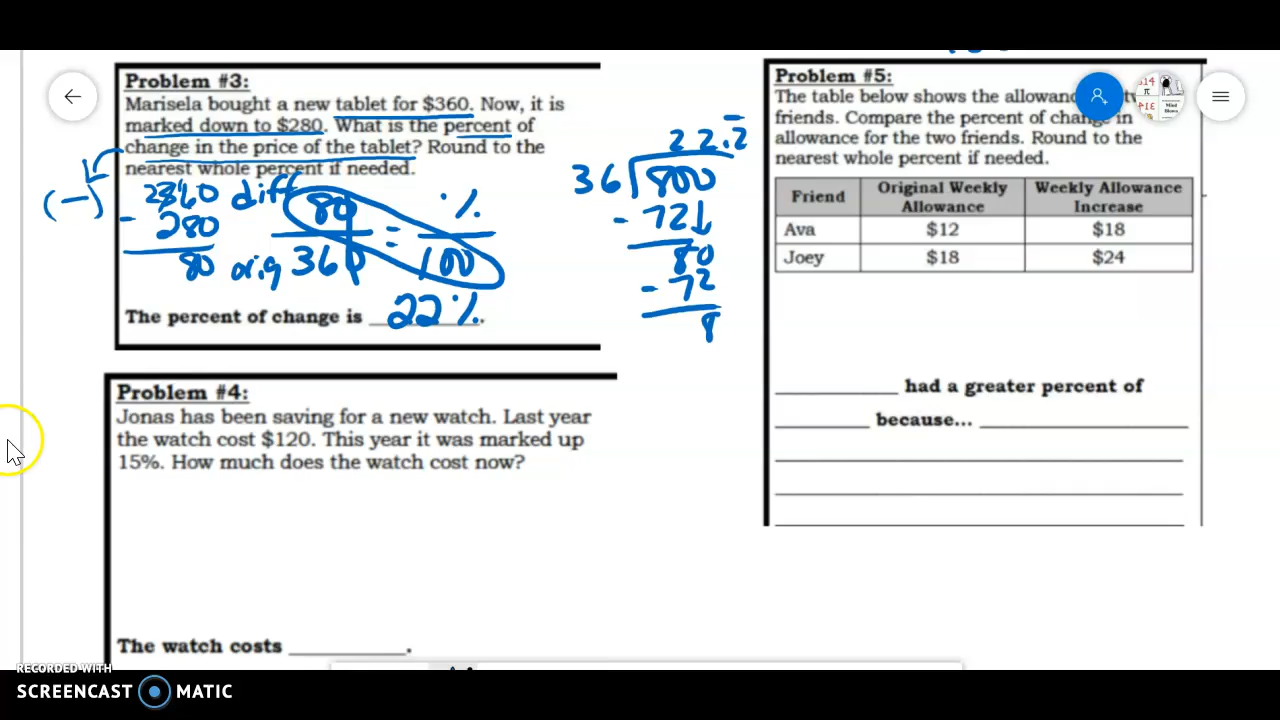 Problem #3:
Marisela bought a new tablet for $360. Now, it is
marked down to $280. What is the percent of
change in the price of the tablet? Round to the
nearest whole percent if needed.
(-)
- 280
80
diff
orig
80
360
=
%
100
The percent of change is 22%.
22.2
36 800
- 72
80
- 72
8
Problem #4:
Jonas has been saving for a new watch. Last year
the watch cost $120. This year it was marked up
15%. How much does the watch cost now?
The watch costs __________.
Problem #5:
The table below shows the
friends. Compare the percent of change in
allowance for the two friends. Round to the
nearest whole percent if needed.
Friend Original Weekly Allowance Weekly Allowance Increase
Ava $12 $18
Joey $18 $24
__________ had a greater percent of
________ because... __________________
RECORDED WITH
SCREENCAST MATIC